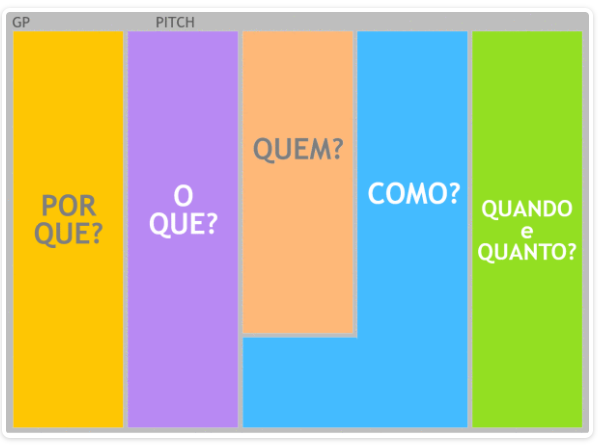 GP PITCH
POR
QUE?
O
QUE?
QUEM?
COMO?
QUANDO
e
QUANTO?